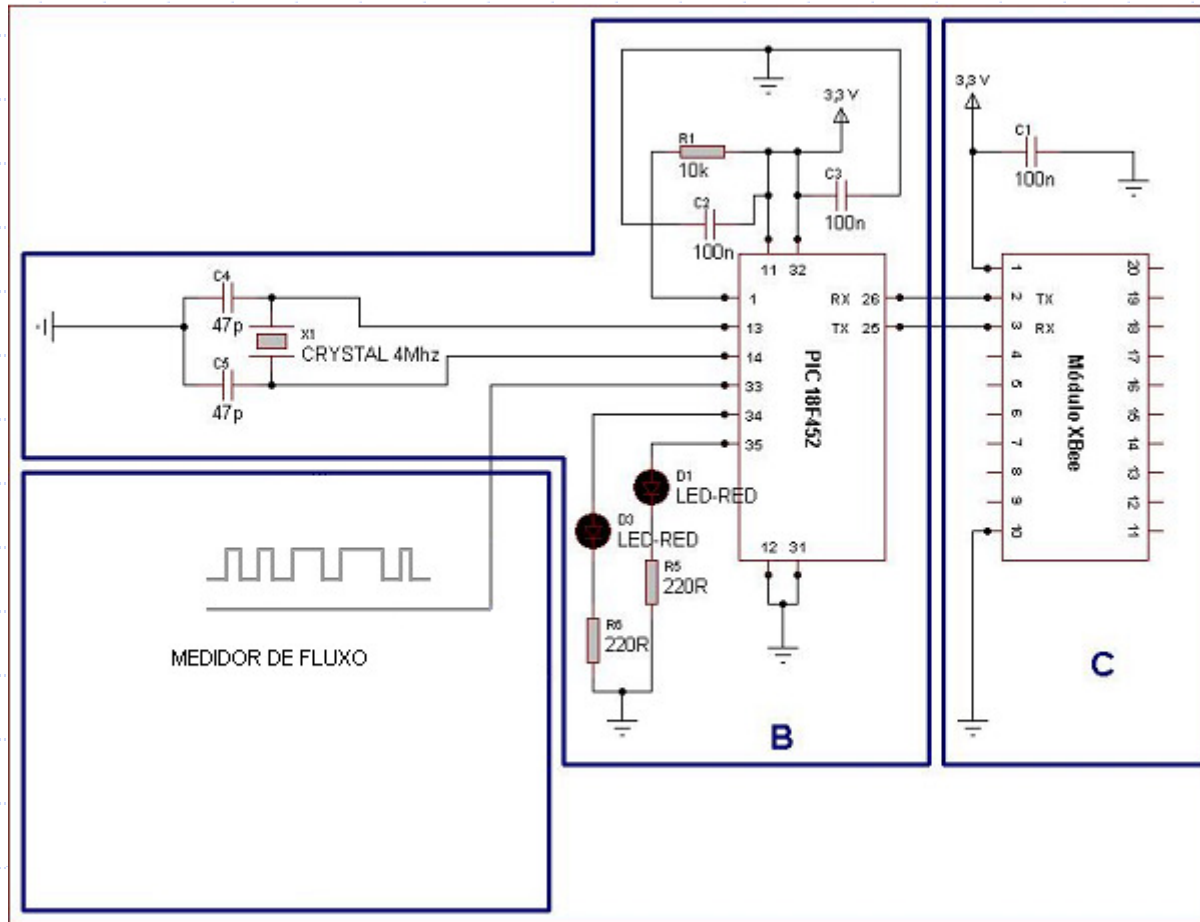 3,3 V
R1
10k
C2
100n
C3
100n
11 32
1
13
14
33
34
35
RX 26
TX 25
PIC 18F452
12 31
C4
47p
X1
CRYSTAL 4Mhz
C5
47p
D1
LED-RED
D3
LED-RED
R5
220R
R6
220R
B
MEDIDOR DE FLUXO
3,3 V
C1
100n
1
2 TX
3 RX
4
5
6
7
8
9
10
Módulo XBee
20
19
18
17
16
15
14
13
12
11
C